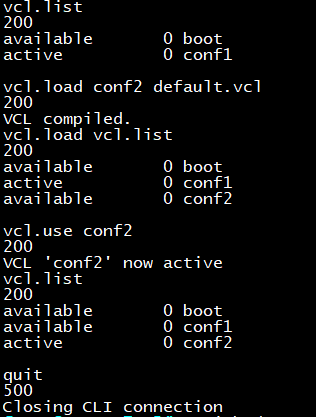 vcl.list
200
available 0 boot
active 0 conf1
vcl.load conf2 default.vcl
200
VCL compiled.
vcl.load vcl.list
200
available 0 boot
active 0 conf1
available 0 conf2
vcl.use conf2
200
VCL 'conf2' now active
vcl.list
200
available 0 boot
available 0 conf1
active 0 conf2
quit
500
Closing CLI connection